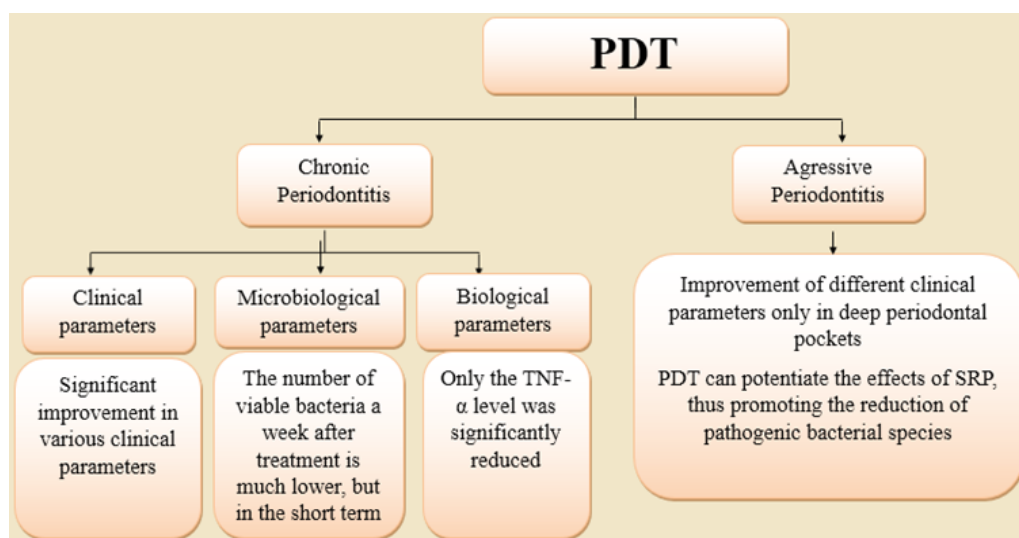 PDT
Chronic
Periodontitis
Agressive
Periodontitis
Clinical
parameters
Microbiological
parameters
Biological
parameters
Significant
improvement in
various clinical
parameters
The number of
viable bacteria a
week after
treatment is
much lower, but
in the short term
Only the TNF-
α level was
significantly
reduced
Improvement of different clinical
parameters only in deep periodontal
pockets
PDT can potentiate the effects of SRP,
thus promoting the reduction of
pathogenic bacterial species